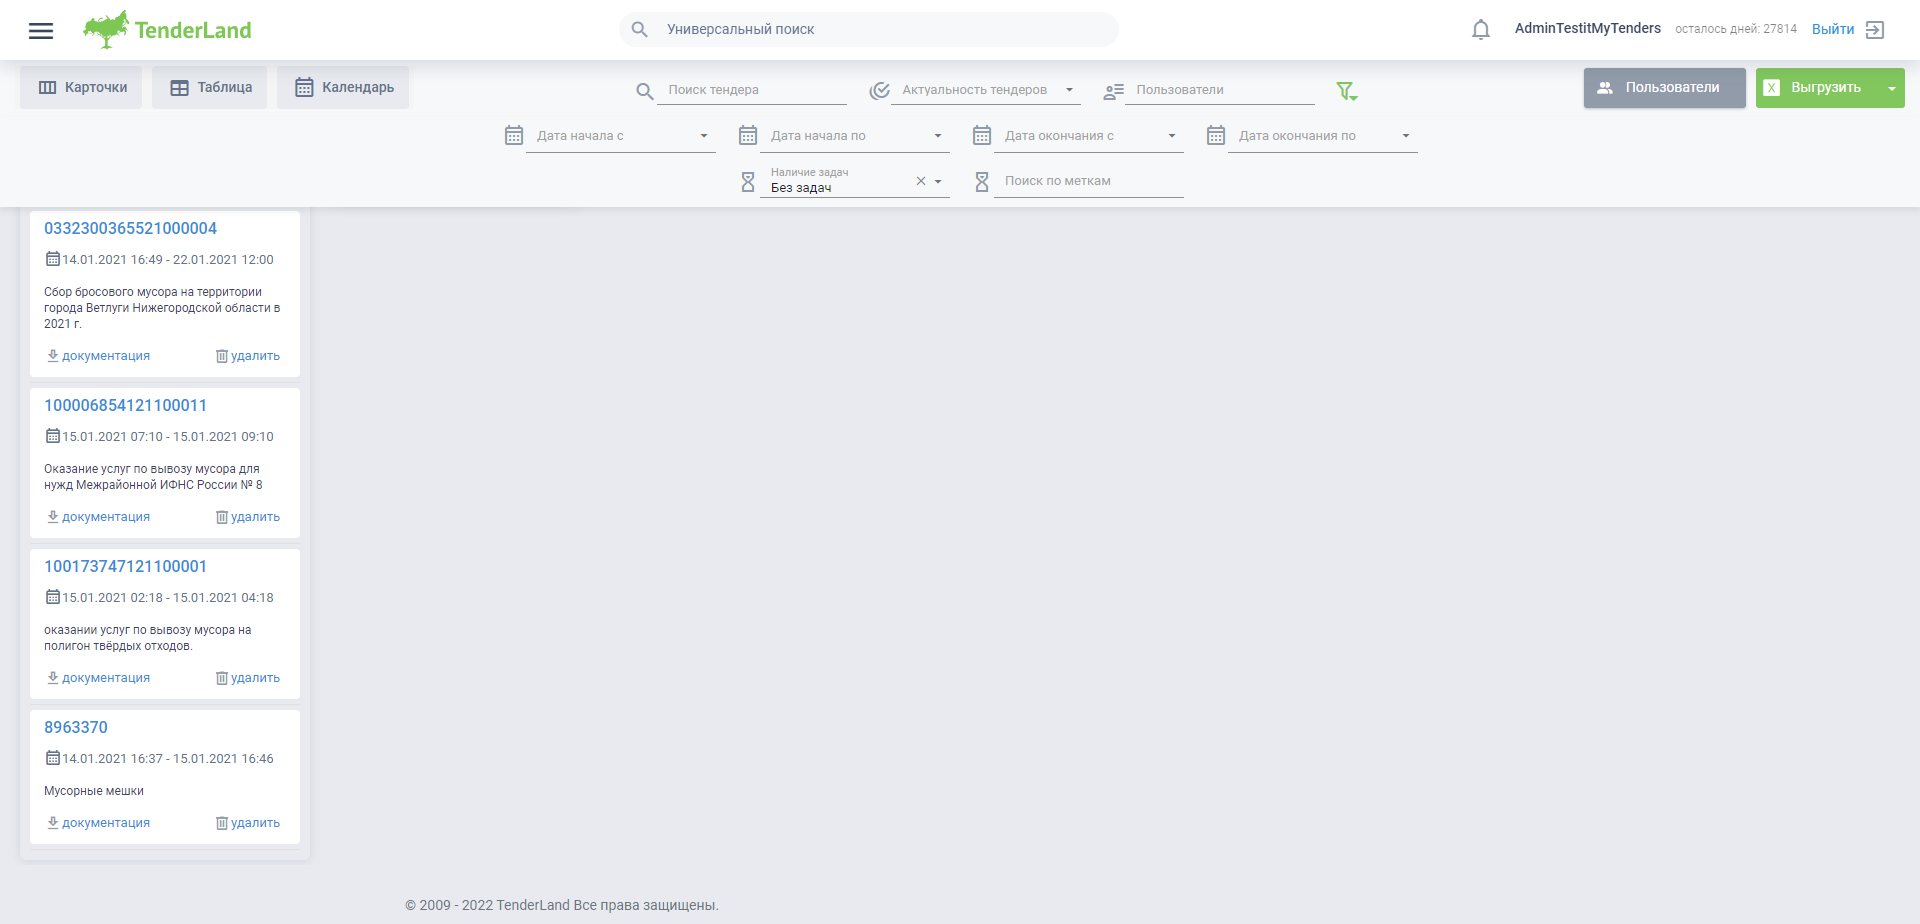 TenderLand
Универсальный поиск
AdminTestitMyTenders
осталось дней: 27814
Выйти
Карточки
Таблица
Календарь
Поиск тендера
Актуальность тендеров
Пользователи
Пользователи
X
Выгрузить
Дата начала с
Дата начала по
Дата окончания с
Дата окончания по
Наличие задач
Без задач
Поиск по меткам
0332300365521000004
14.01.2021 16:49 - 22.01.2021 12:00
Сбор бросового мусора на территории
города Ветлуги Нижегородской области в
2021 г.
документация
удалить
100006854121100011
15.01.2021 07:10 - 15.01.2021 09:10
Оказание услуг по вывозу мусора для
нужд Межрайонной ИФНС России № 8
документация
удалить
100173747121100001
15.01.2021 02:18 - 15.01.2021 04:18
оказании услуг по вывозу мусора на
полигон твёрдых отходов.
документация
удалить
8963370
14.01.2021 16:37 - 15.01.2021 16:46
Мусорные мешки
документация
удалить
© 2009 - 2022 TenderLand Все права защищены.